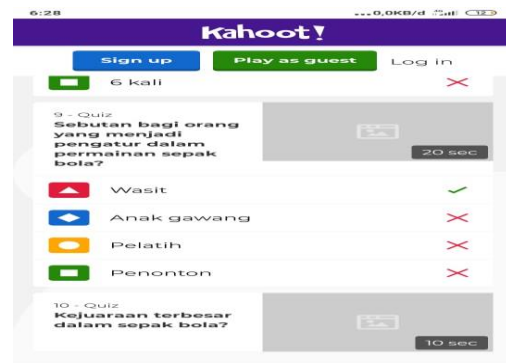 6:28
...0,0KB/d 4G 12
Kahoot!
Sign up Play as guest Log in
6 kali
9 - Quiz
Sebutan bagi orang
yang menjadi
pengatur dalam
permainan sepak
bola?
20 sec
Wasit
Anak gawang
Pelatih
Penonton
10 - Quiz
Kejuaraan terbesar
dalam sepak bola?
10 sec